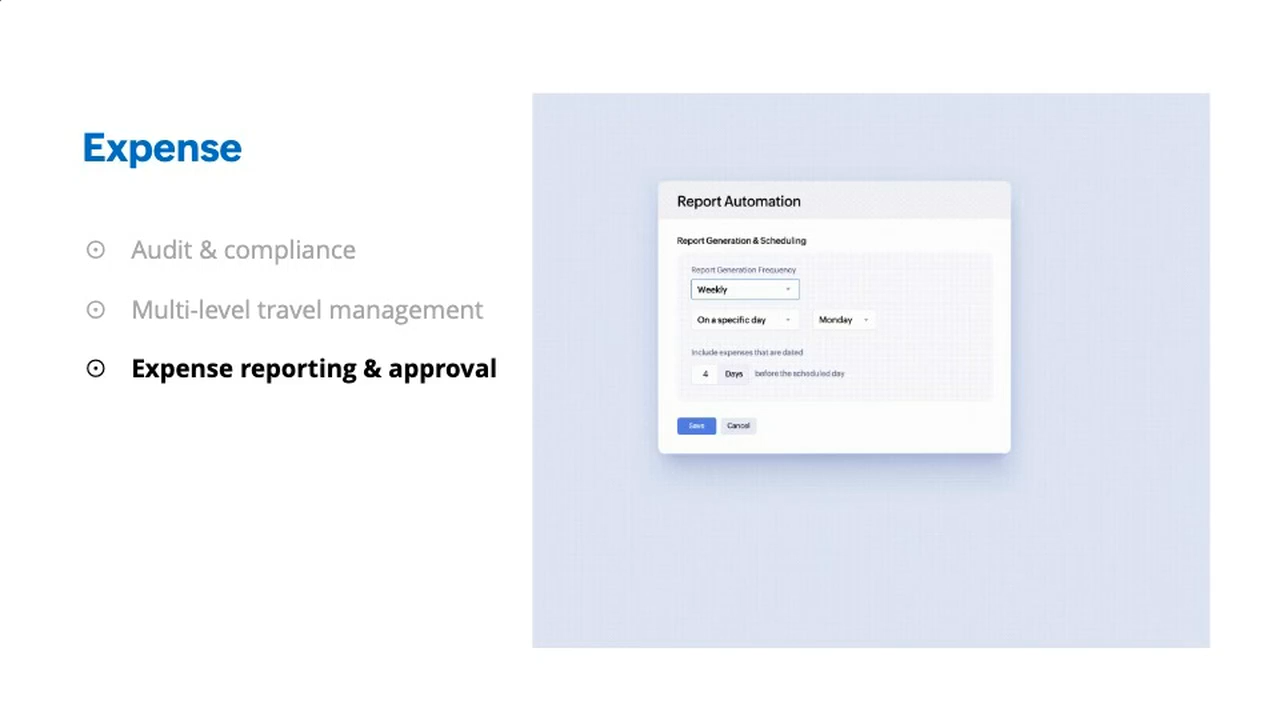 Expense
Audit & compliance
Multi-level travel management
Expense reporting & approval
Report Automation
Report Generation & Scheduling
Report Generation Frequency
Weekly
On a specific day Monday
Include expenses that are dated
4 Days before the scheduled day
Save Cancel